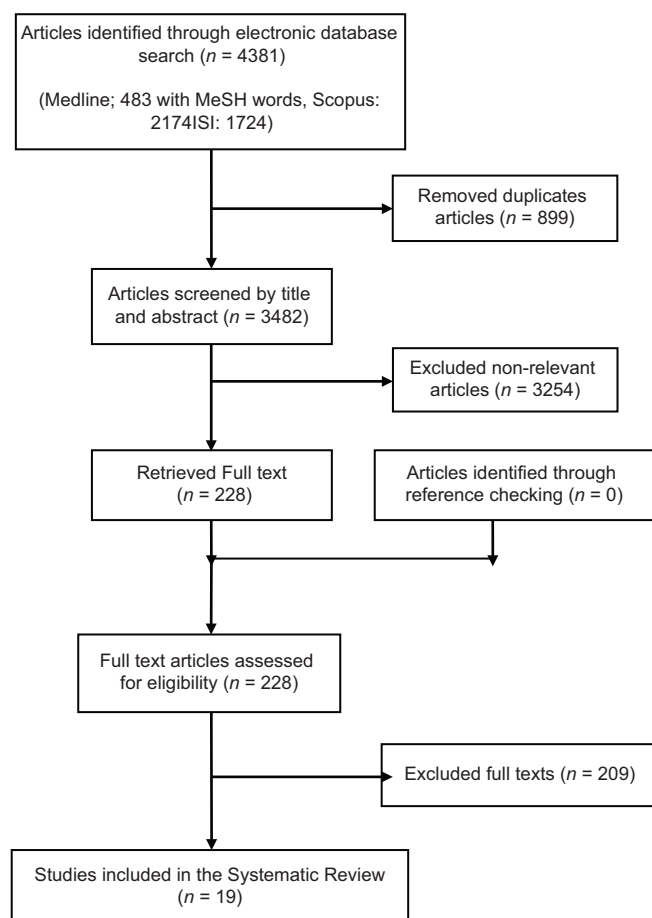 Articles identified through electronic database
search (n = 4381)
(Medline; 483 with MeSH words, Scopus:
2174ISI: 1724)
Removed duplicates
articles (n = 899)
Articles screened by title
and abstract (n = 3482)
Excluded non-relevant
articles (n = 3254)
Retrieved Full text
(n = 228)
Articles identified through
reference checking (n = 0)
Full text articles assessed
for eligibility (n = 228)
Excluded full texts (n = 209)
Studies included in the Systematic Review
(n = 19)